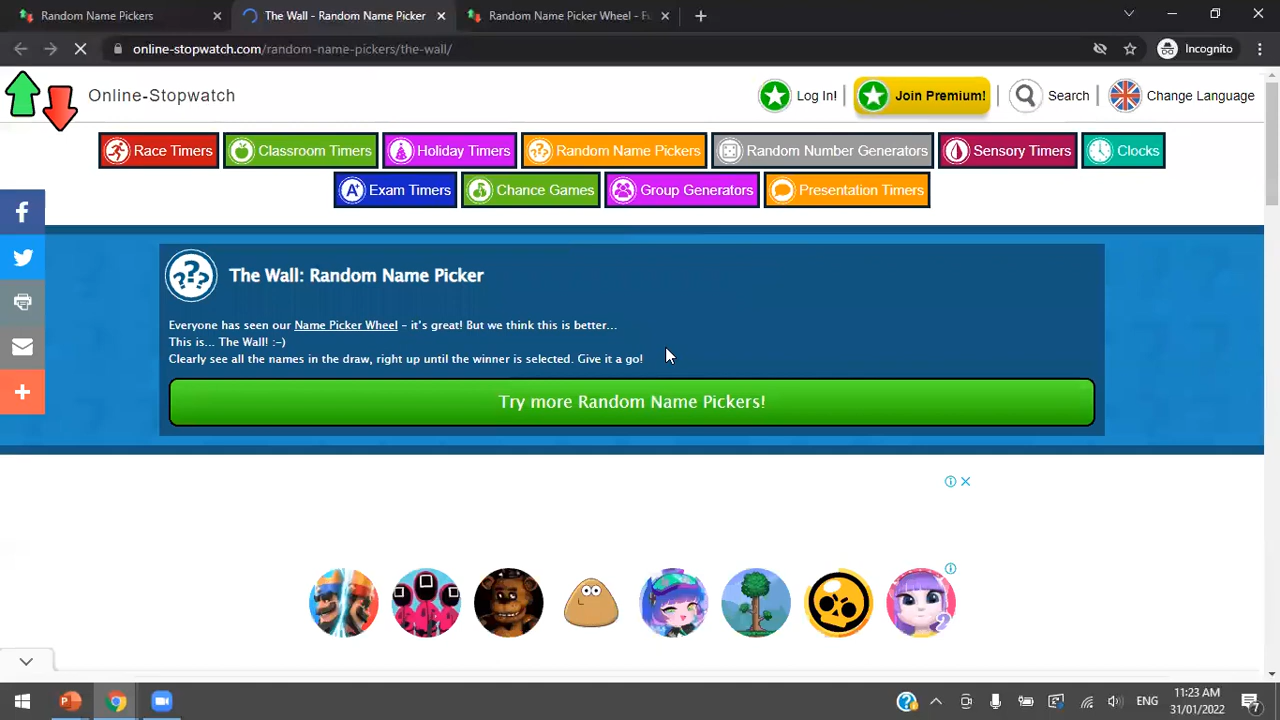 Random Name Pickers
The Wall - Random Name Picker
Random Name Picker Wheel - Fu
online-stopwatch.com/random-name-pickers/the-wall/
Incognito
Online-Stopwatch
Log In!
Join Premium!
Search
Change Language
Race Timers
Classroom Timers
Holiday Timers
Random Name Pickers
Random Number Generators
Sensory Timers
Clocks
Exam Timers
Chance Games
Group Generators
Presentation Timers
The Wall: Random Name Picker
Everyone has seen our Name Picker Wheel - it's great! But we think this is better...
This is... The Wall! :-)
Clearly see all the names in the draw, right up until the winner is selected. Give it a go!
Try more Random Name Pickers!
ENG
11:23 AM
31/01/2022
7